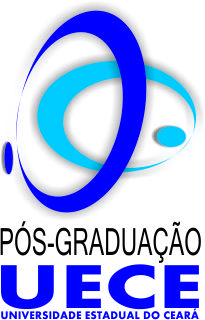 PÓS-GRADUAÇÃO
UECE
UNIVERSIDADE ESTADUAL DO CEARÁ